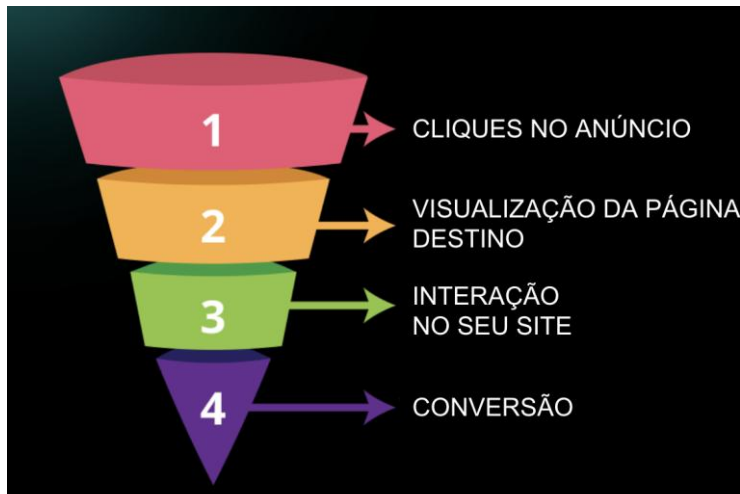 1
CLIQUES NO ANÚNCIO
2
VISUALIZAÇÃO DA PÁGINA
DESTINO
3
INTERAÇÃO
NO SEU SITE
4
CONVERSÃO